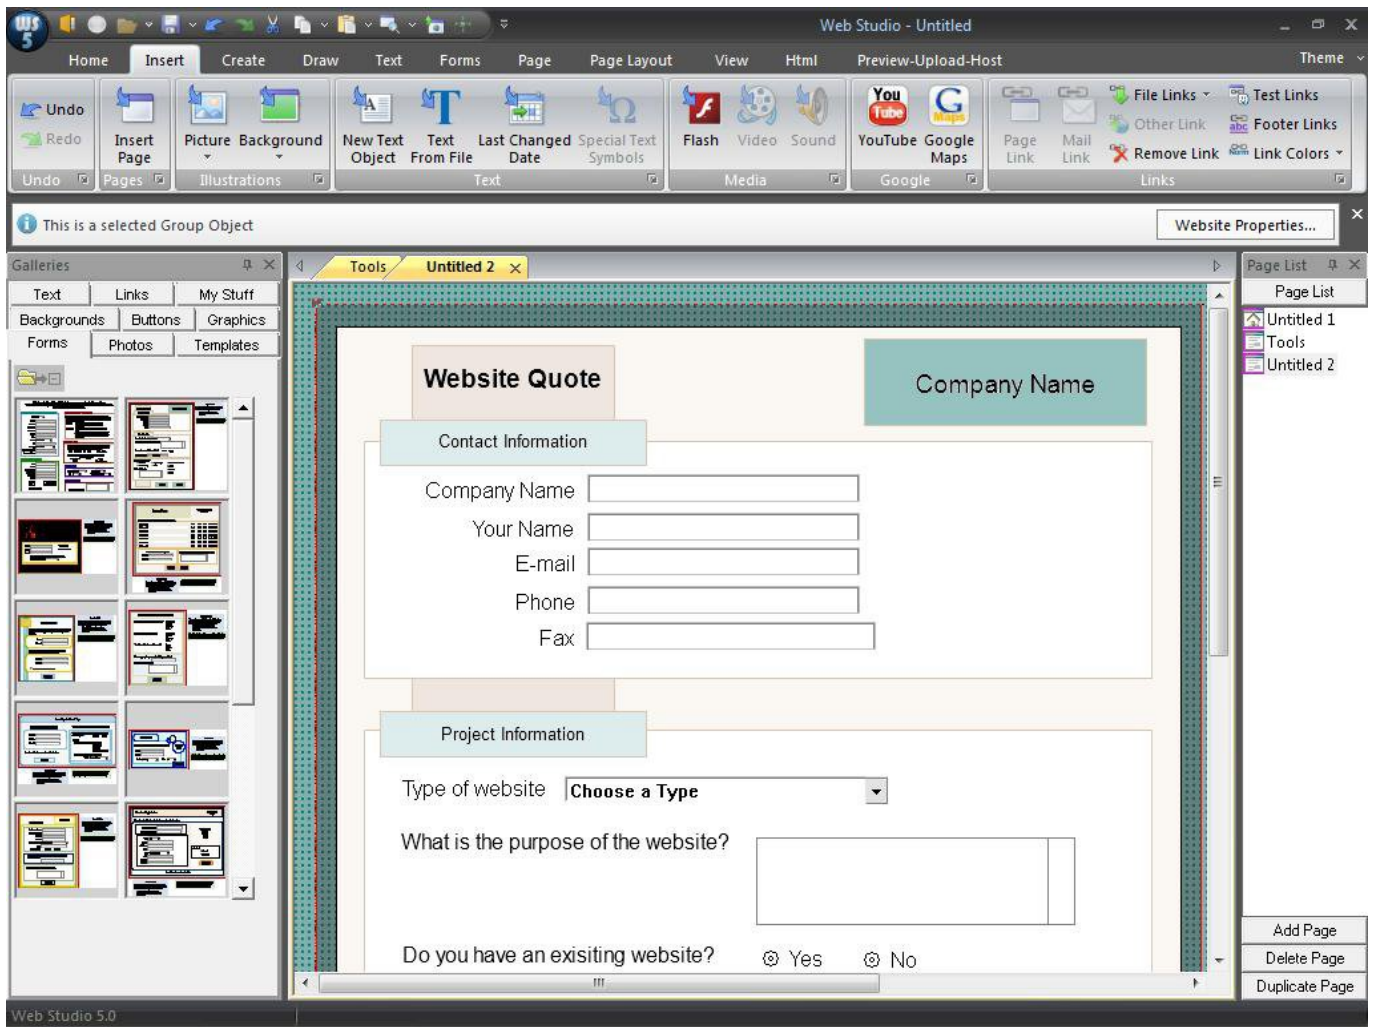 WS
5
Web Studio - Untitled
Home Insert Create Draw Text Forms Page Page Layout View Html Preview-Upload-Host Theme
Undo
Redo
Undo
Insert
Page
Pages
Picture Background
Illustrations
New Text
Object
Text
From File
Last Changed
Date
Special Text
Symbols
Text
Flash Video Sound
Media
You
Tube
YouTube
G
Maps
Google
Maps
Google
Page
Link
Mail
Link
File Links
Other Link
Remove Link
Test Links
abc Footer Links
Link Colors
Links
This is a selected Group Object
Website Properties...
Galleries
Text Links My Stuff
Backgrounds Buttons Graphics
Forms Photos Templates
Tools Untitled 2
Website Quote
Company Name
Contact Information
Company Name
Your Name
E-mail
Phone
Fax
Project Information
Type of website Choose a Type
What is the purpose of the website?
Do you have an exisiting website? Yes No
Page List
Page List
Untitled 1
Tools
Untitled 2
Add Page
Delete Page
Duplicate Page
Web Studio 5.0